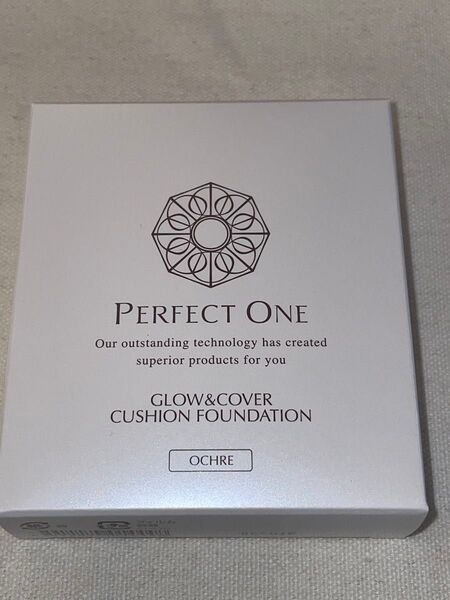 PERFECT ONE
Our outstanding technology has created
superior products for you
GLOW&COVER
CUSHION FOUNDATION
OCHRE